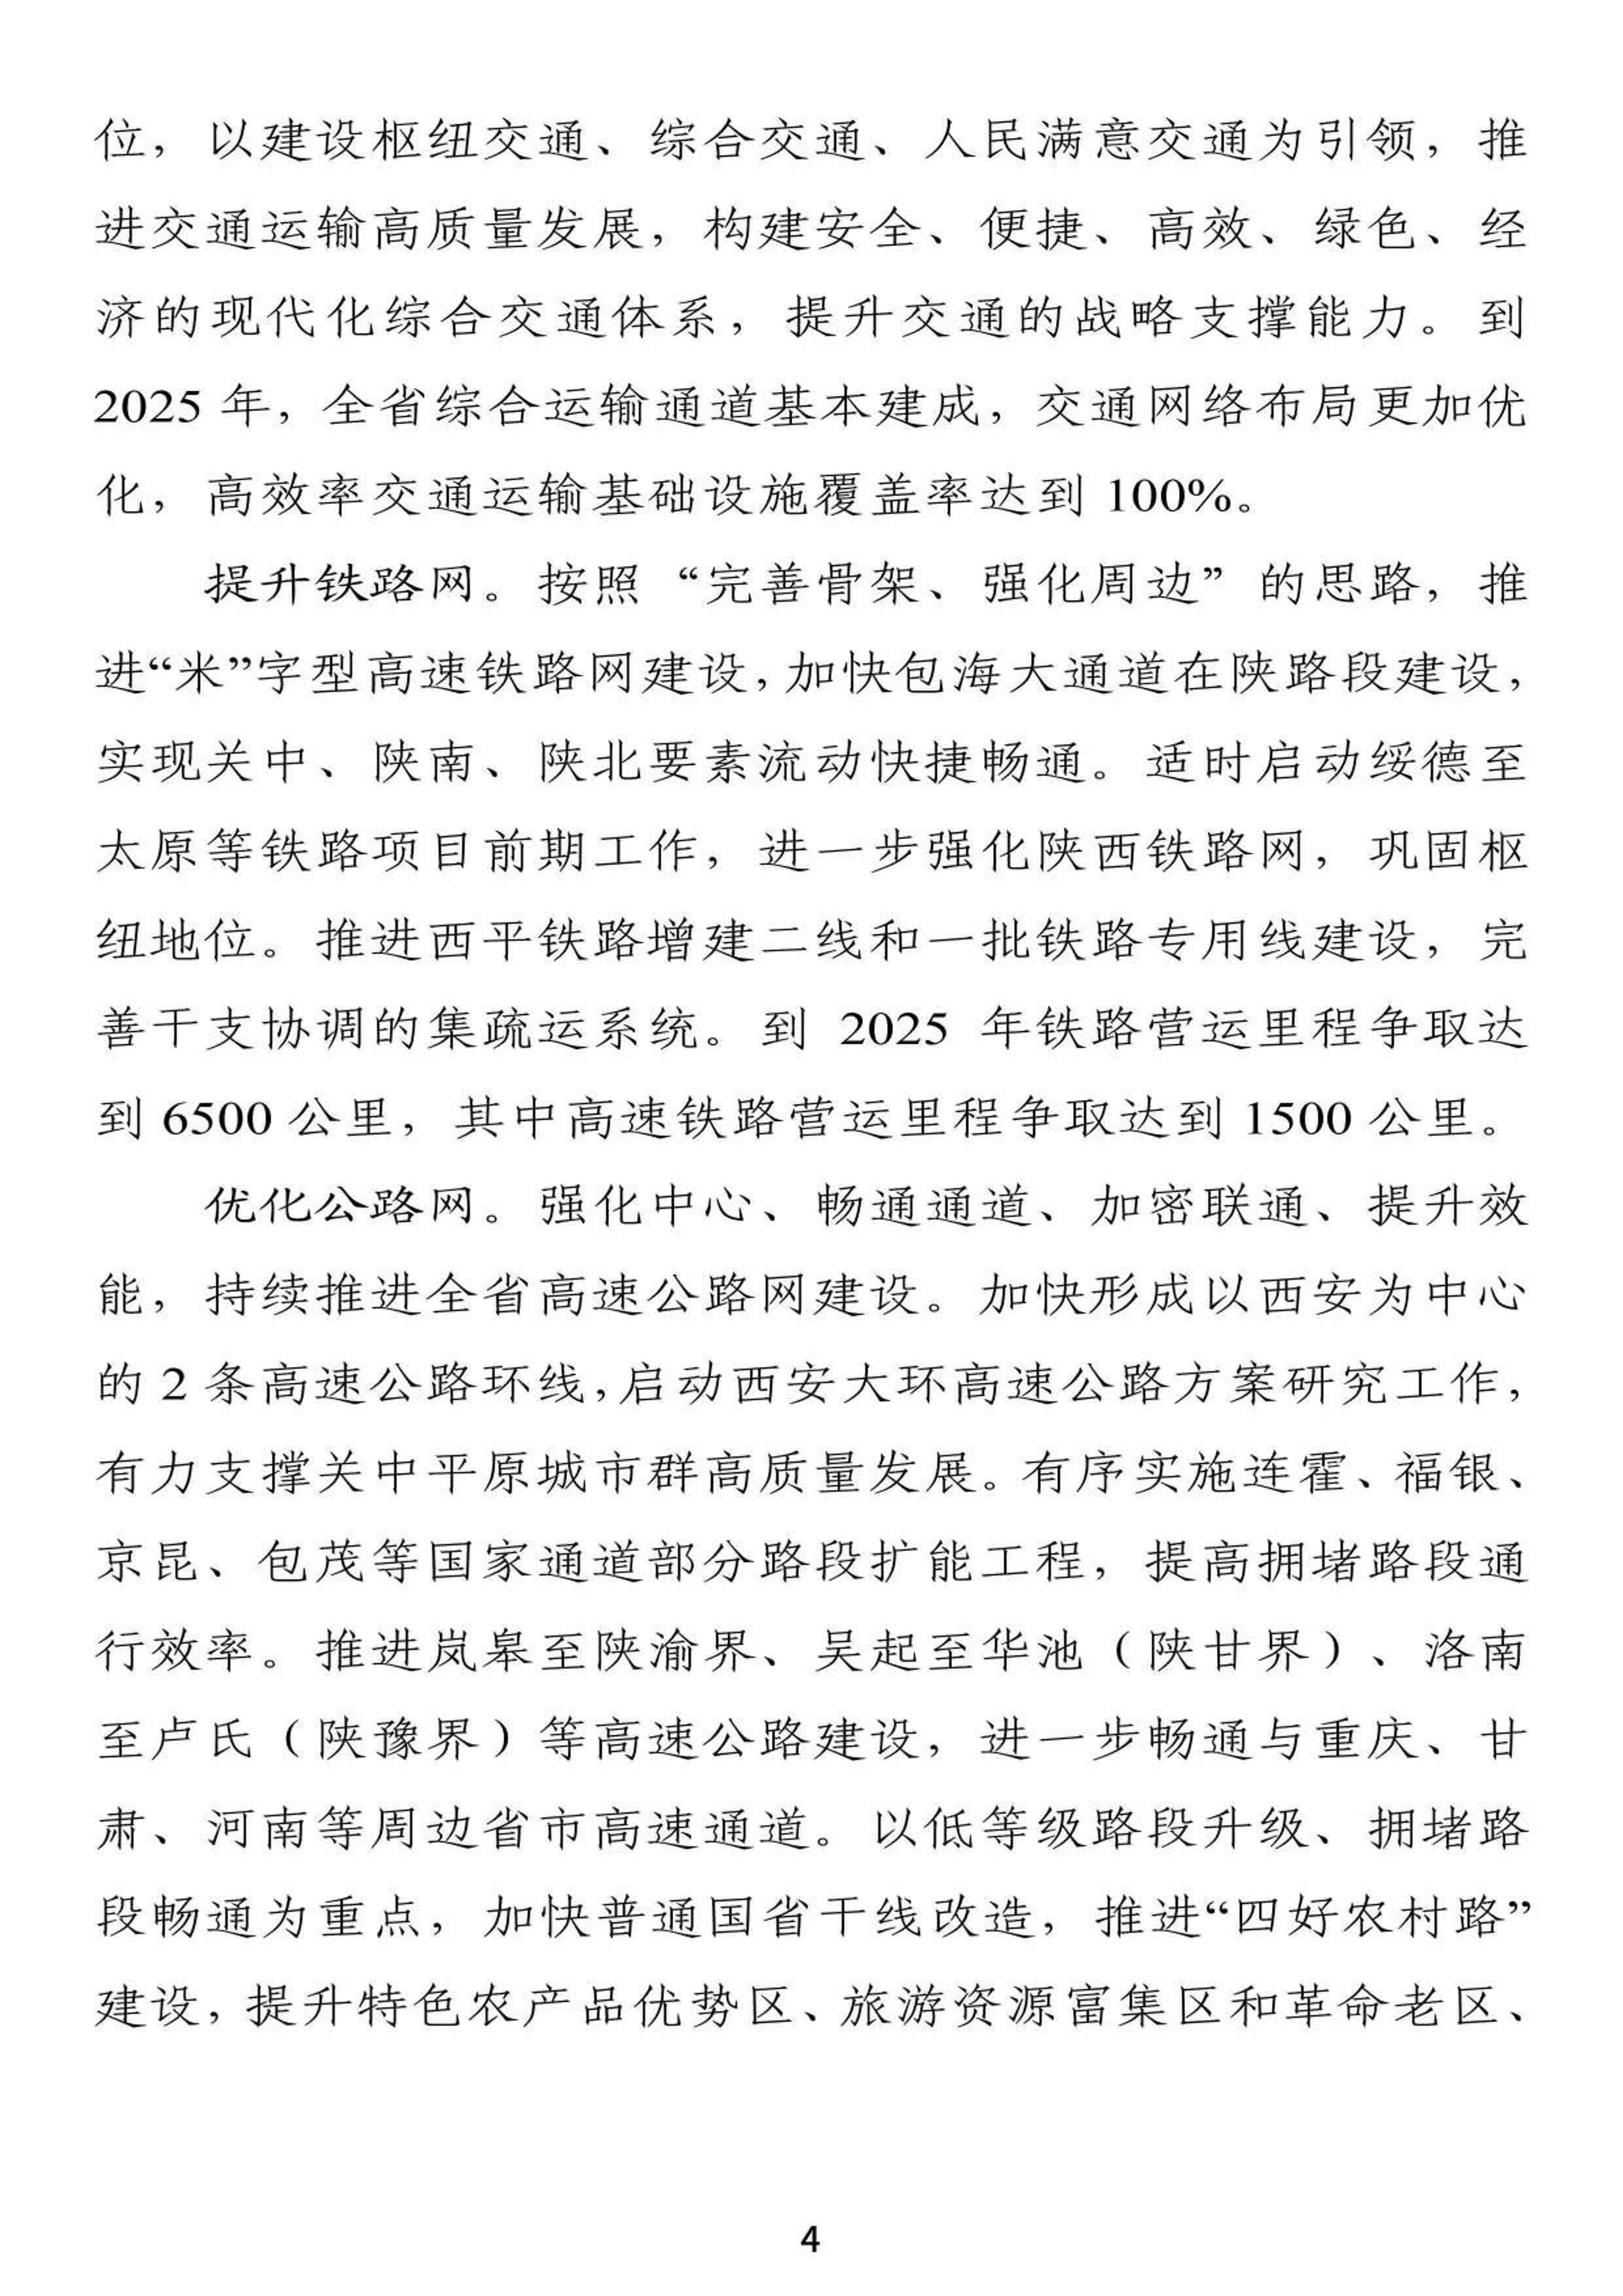 位，以建设枢纽交通、综合交通、人民满意交通为引领，推
进交通运输高质量发展，构建安全、便捷、高效、绿色、经
济的现代化综合交通体系，提升交通的战略支撑能力。到
2025 年，全省综合运输通道基本建成，交通网络布局更加优
化，高效率交通运输基础设施覆盖率达到 100%。
提升铁路网。按照“完善骨架、强化周边”的思路，推
进“米”字型高速铁路网建设，加快包海大通道在陕路段建设，
实现关中、陕南、陕北要素流动快捷畅通。适时启动绥德至
太原等铁路项目前期工作，进一步强化陕西铁路网，巩固枢
纽地位。推进西平铁路增建二线和一批铁路专用线建设，完
善干支协调的集疏运系统。到 2025 年铁路营运里程争取达
到 6500 公里，其中高速铁路营运里程争取达到 1500 公里。
优化公路网。强化中心、畅通通道、加密联通、提升效
能，持续推进全省高速公路网建设。加快形成以西安为中心
的 2 条高速公路环线，启动西安大环高速公路方案研究工作，
有力支撑关中平原城市群高质量发展。有序实施连霍、福银、
京昆、包茂等国家通道部分路段扩能工程，提高拥堵路段通
行效率。推进岚皋至陕渝界、吴起至华池（陕甘界）、洛南
至卢氏（陕豫界）等高速公路建设，进一步畅通与重庆、甘
肃、河南等周边省市高速通道。以低等级路段升级、拥堵路
段畅通为重点，加快普通国省干线改造，推进“四好农村路”
建设，提升特色农产品优势区、旅游资源富集区和革命老区、
4